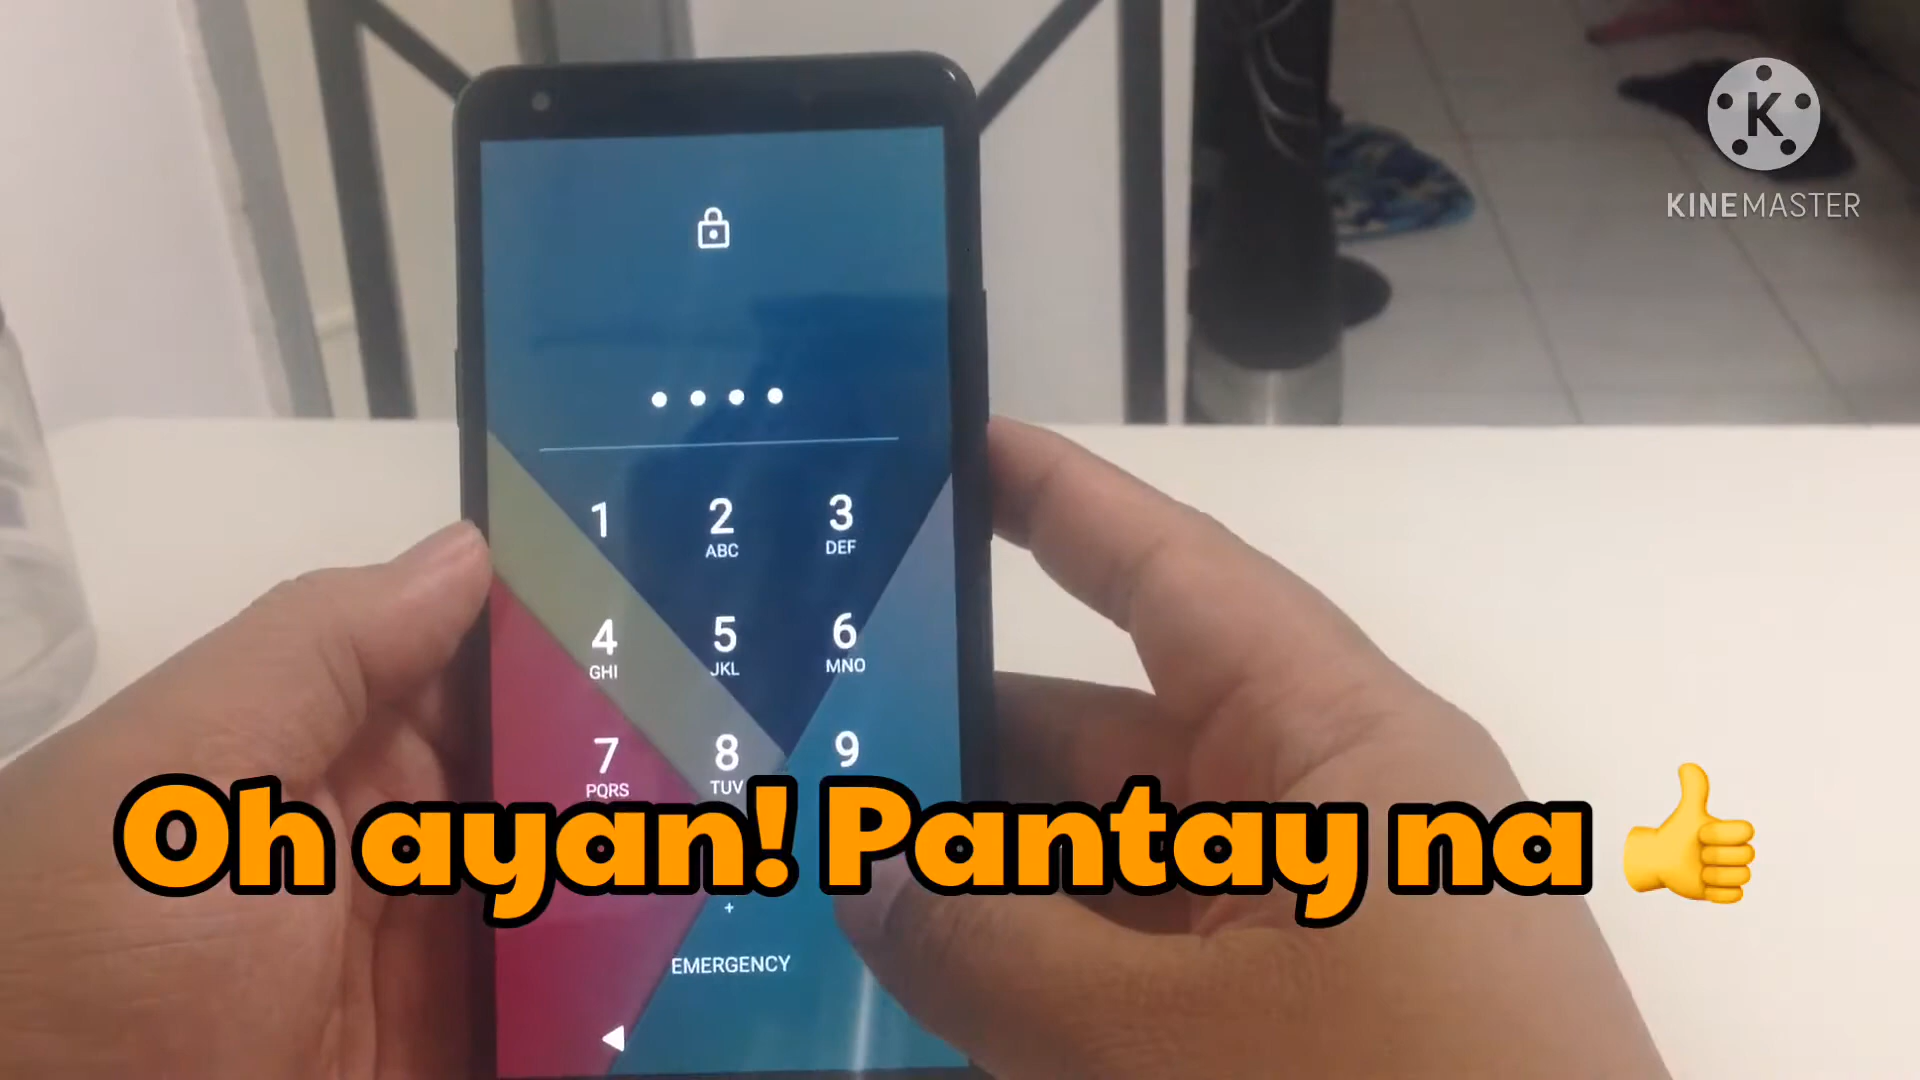 K
KINEMASTER
1
2
ABC
3
DEF
4
GHI
5
JKL
6
MNO
7
PQRS
8
TUV
9
Oh ayan! Pantay na 👍
+
EMERGENCY